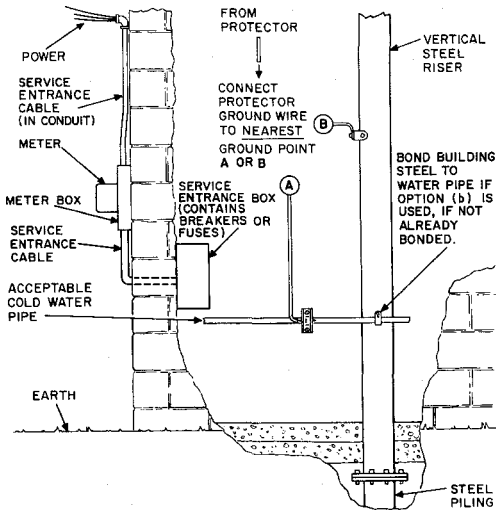 POWER
SERVICE
ENTRANCE
CABLE
(IN CONDUIT)
METER
METER BOX
SERVICE
ENTRANCE
CABLE
ACCEPTABLE
COLD WATER
PIPE
EARTH
FROM
PROTECTOR
CONNECT
PROTECTOR
GROUND WIRE
TO NEAREST
GROUND POINT
A OR B
B
A
SERVICE
ENTRANCE BOX
(CONTAINS
BREAKERS OR
FUSES)
VERTICAL
STEEL
RISER
BOND BUILDING
STEEL TO
WATER PIPE IF
OPTION (b) IS
USED, IF NOT
ALREADY
BONDED.
STEEL
PILING